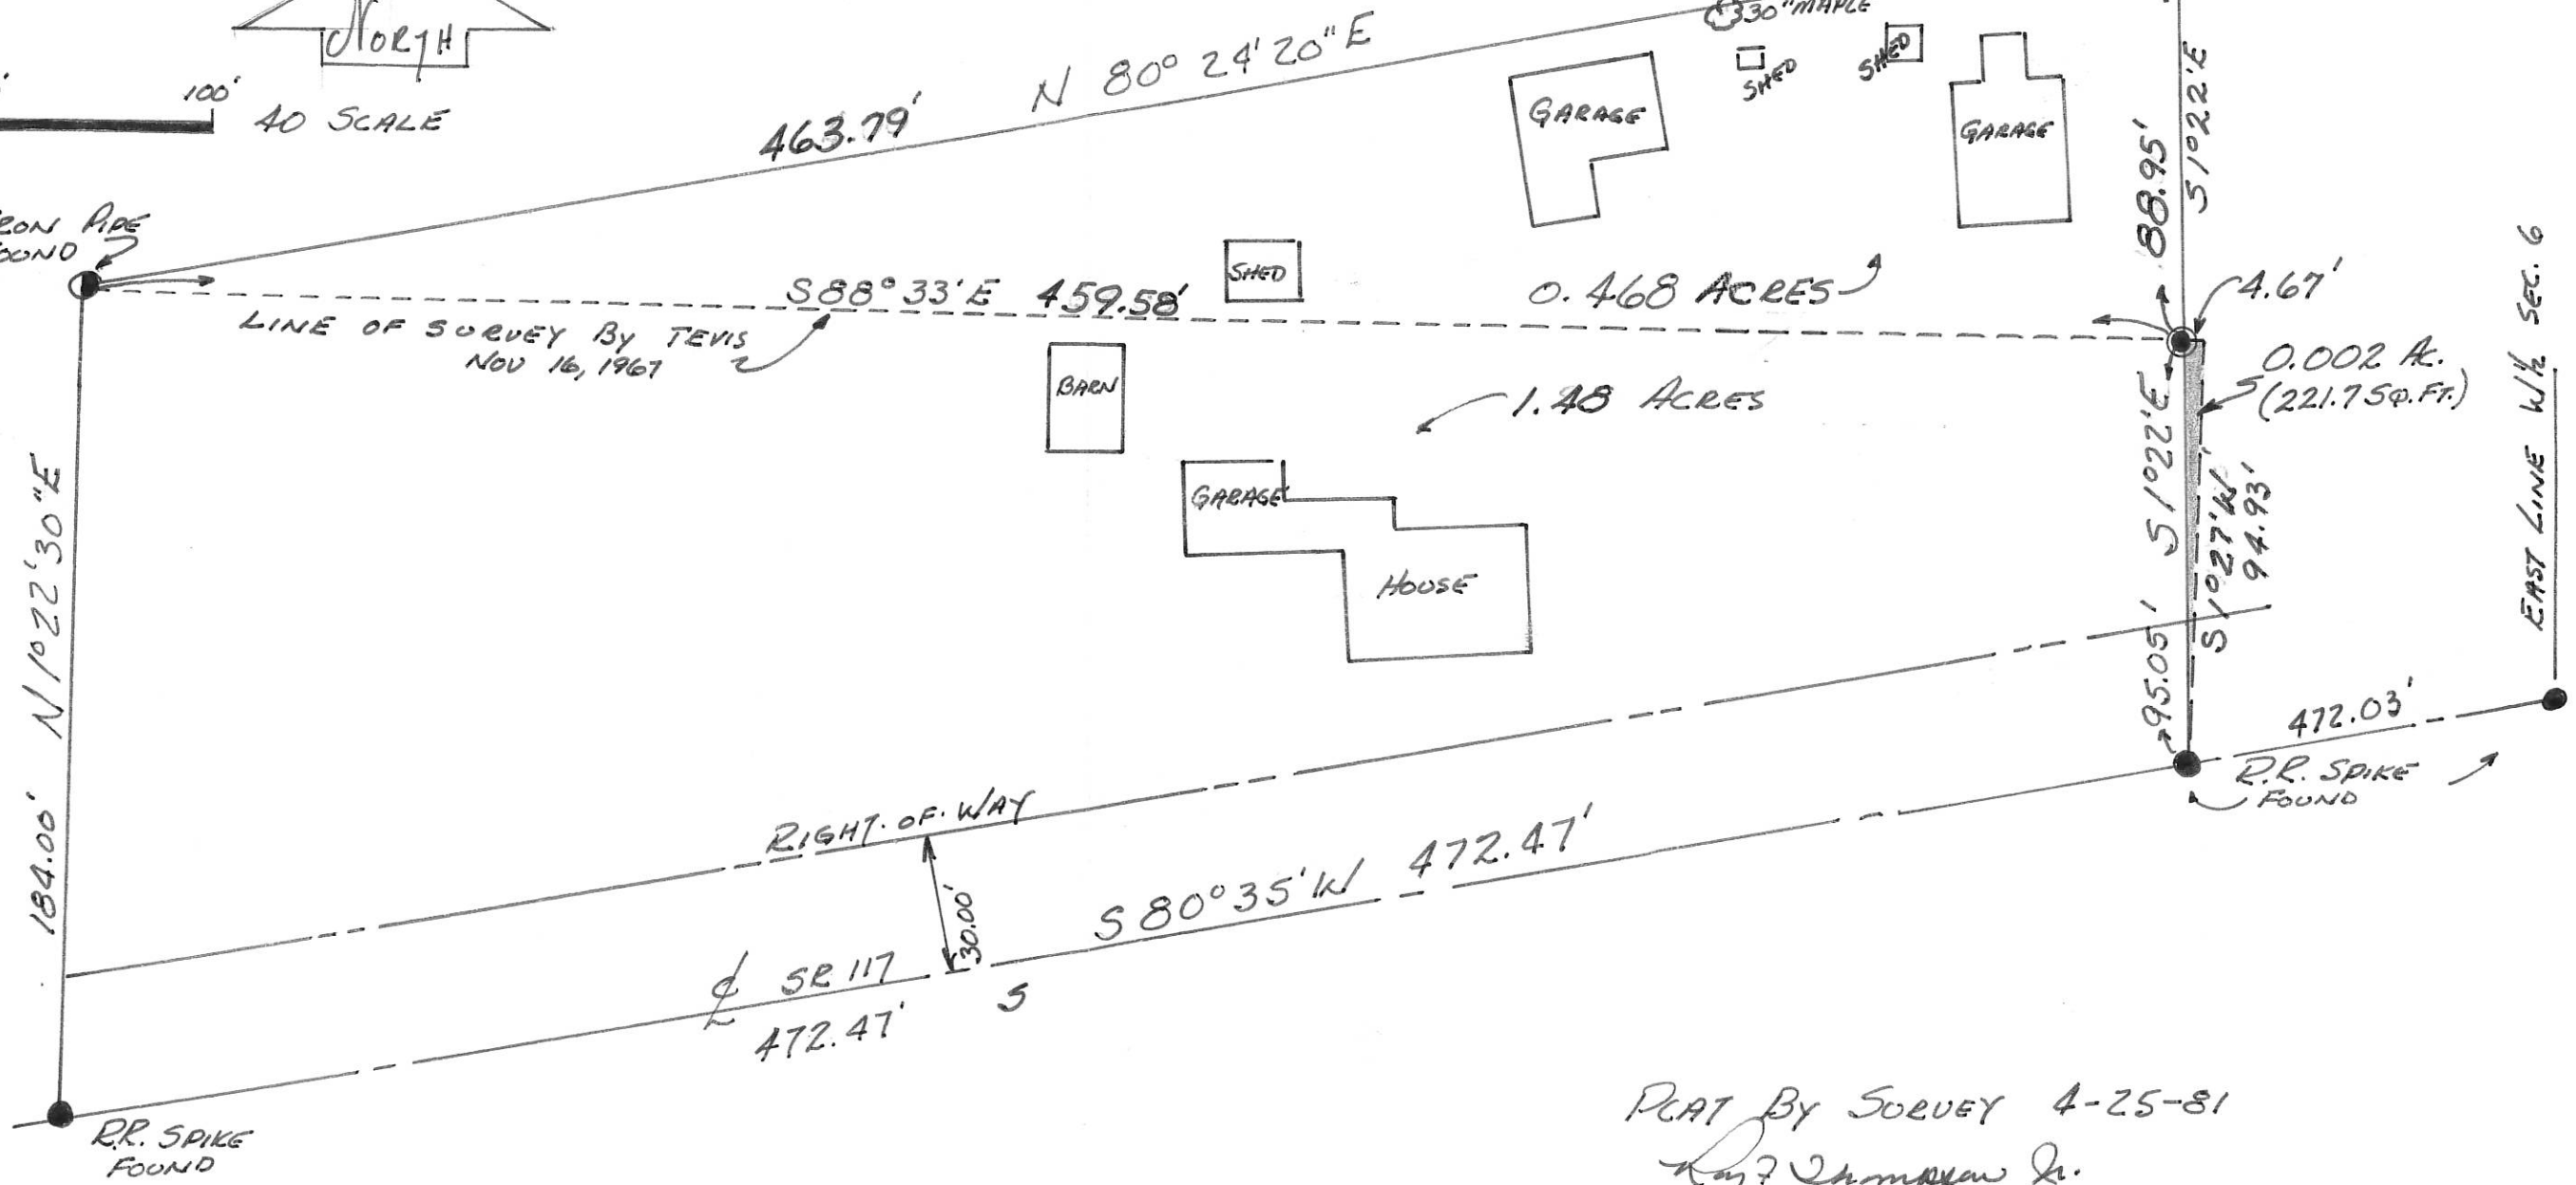 NORTH
100'
40 SCALE
463.79'
N 80° 24' 20" E
30" MAPLE
SHED
SHED
GARAGE
GARAGE
88.95'
S 1° 22' E
IRON PIPE
FOUND
S 88° 33' E 459.58'
SHED
0.468 ACRES
4.67'
LINE OF SURVEY BY TEVIS
NOV 16, 1967
BARN
1.48 ACRES
0.002 AC.
(221.7 SQ. FT.)
EAST LINE W½ SEC. 6
GARAGE
HOUSE
S 1° 22' E
95.05'
S 1° 27' W
94.93'
N 1° 22' 30" E
184.00'
472.03'
R.R. SPIKE
FOUND
RIGHT-OF-WAY
30.00'
S 80° 35' W 472.47'
℄ SR 117
S
472.47'
R.R. SPIKE
FOUND
PLAT BY SURVEY 4-25-81
Thompson Jr.